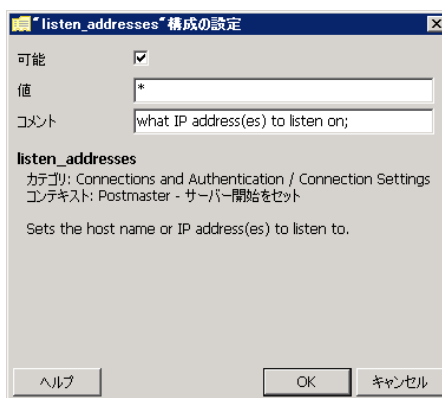 "listen_addresses"構成の設定
可能
値 *
コメント what IP address(es) to listen on;
listen_addresses
カテゴリ: Connections and Authentication / Connection Settings
コンテキスト: Postmaster - サーバー開始をセット
Sets the host name or IP address(es) to listen to.
ヘルプ OK キャンセル